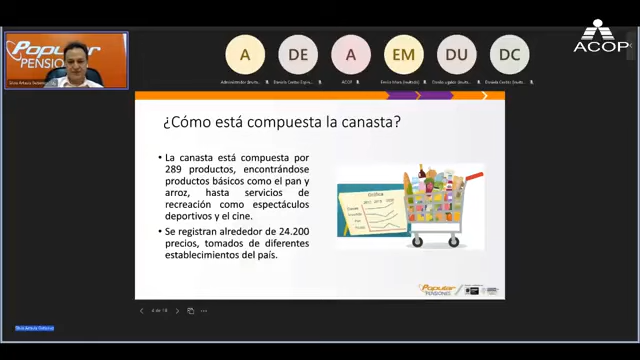 Popular
PENSIONES
A
DE
A
EM
DU
DC
ACOP
ACOP
¿Cómo está compuesta la canasta?
• La canasta está compuesta por
289 productos, encontrándose
productos básicos como el pan y
arroz, hasta servicios de
recreación como espectáculos
deportivos y el cine.
• Se registran alrededor de 24.200
precios, tomados de diferentes
establecimientos del país.
Popular
PENSIONES